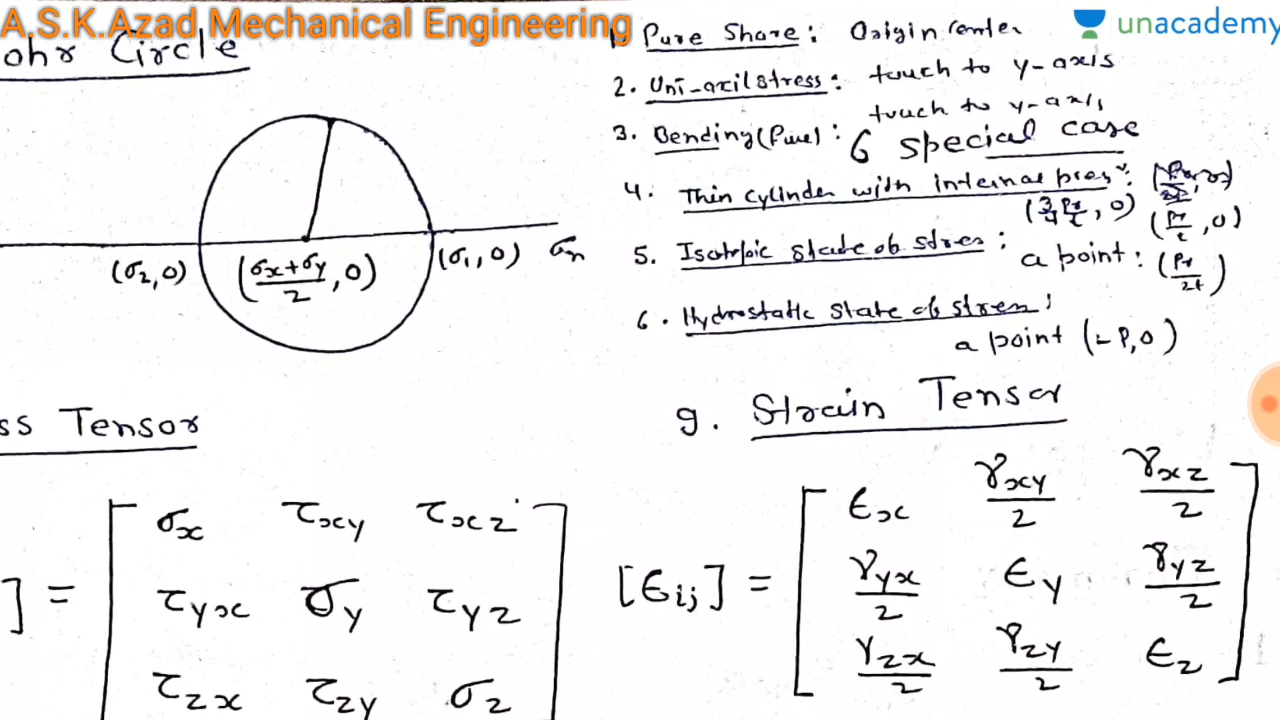 A.S.K.Azad Mechanical Engineering
unacademy
ohr Circle
(σ2, 0)
(σx+σy/2, 0)
(σ1, 0)
σn
1. Pure Share: Origin center
2. Uni-axil stress: touch to y-axis
touch to y-axis
3. Bending (Pure):
6 special case
4. Thin cylinder with internal pres:
(3/4 Pr/t, 0)
(Pr/t, 0)
5. Isotropic state of stres:
a point: (Pr/2t)
6. Hydrostatic state of stress:
a point (-P, 0)
ss Tensor
] = [
σx τxy τxz
τyx σy τyz
τzx τzy σz
9. Strain Tensor
[ϵij] =
ϵx γxy/2 γxz/2
γyx/2 ϵy γyz/2
γzx/2 γzy/2 ϵz